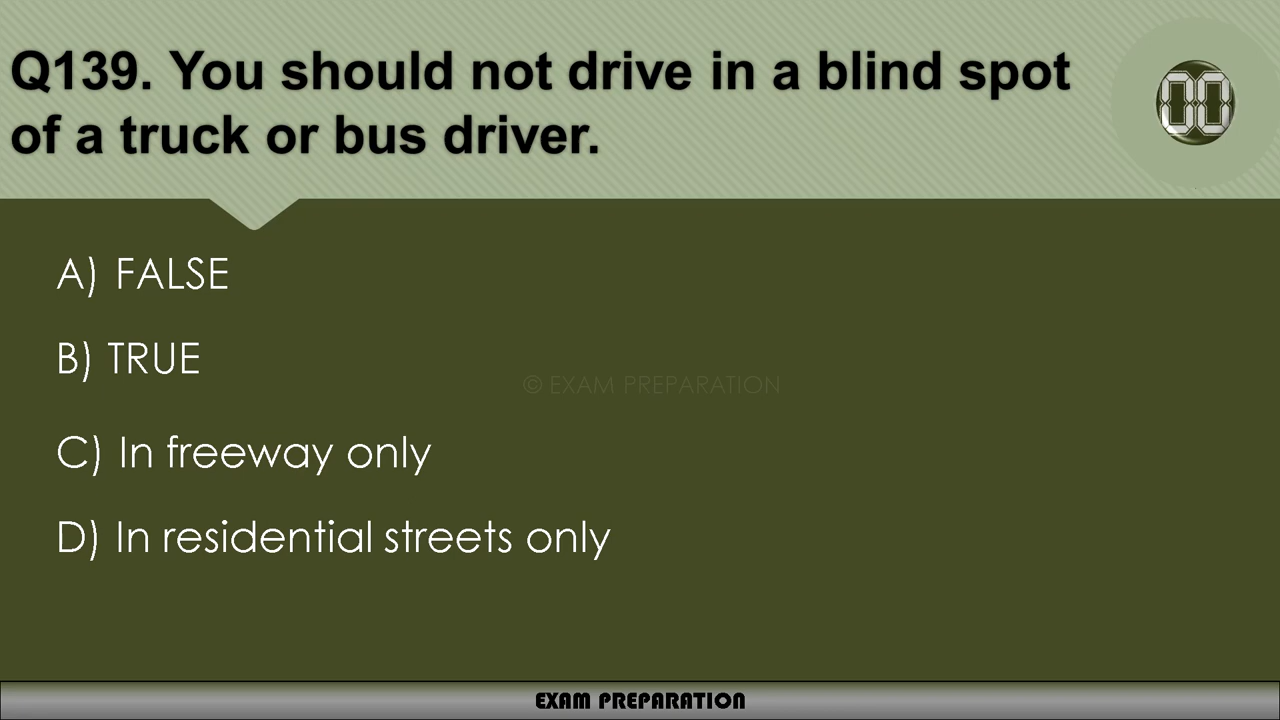 Q139. You should not drive in a blind spot
of a truck or bus driver.
00
A) FALSE
B) TRUE
© EXAM PREPARATION
C) In freeway only
D) In residential streets only
EXAM PREPARATION